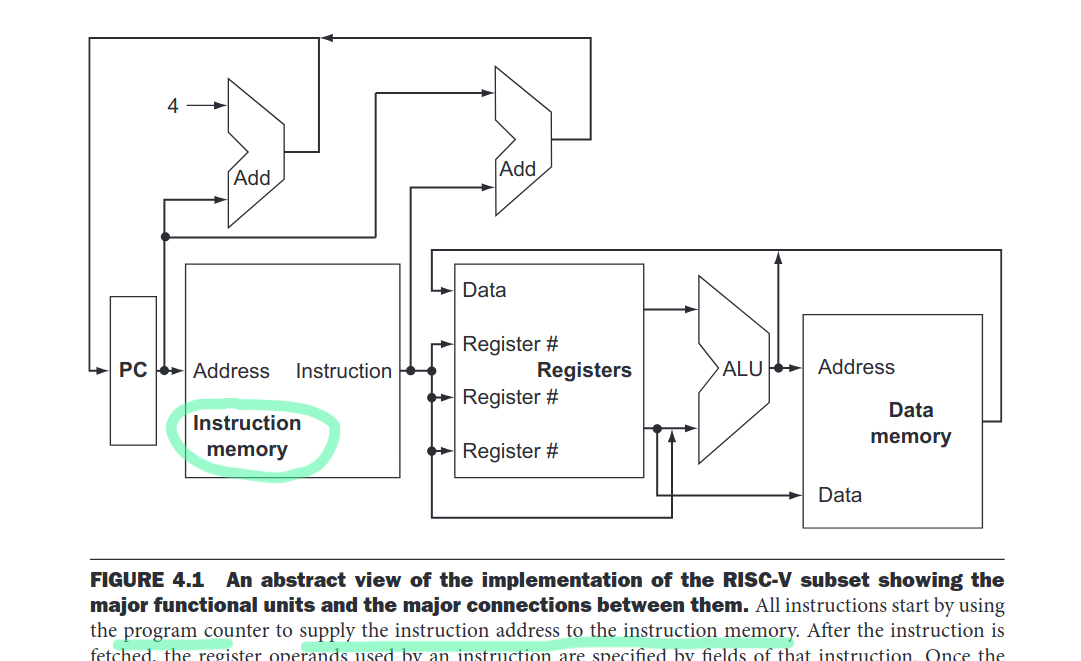 4
Add
Add
Data
Register #
PC
Address Instruction
Registers
ALU
Address
Register #
Instruction
memory
Data
memory
Register #
Data
FIGURE 4.1 An abstract view of the implementation of the RISC-V subset showing the
major functional units and the major connections between them. All instructions start by using
the program counter to supply the instruction address to the instruction memory. After the instruction is
fetched, the register operands used by an instruction are specified by fields of that instruction. Once the